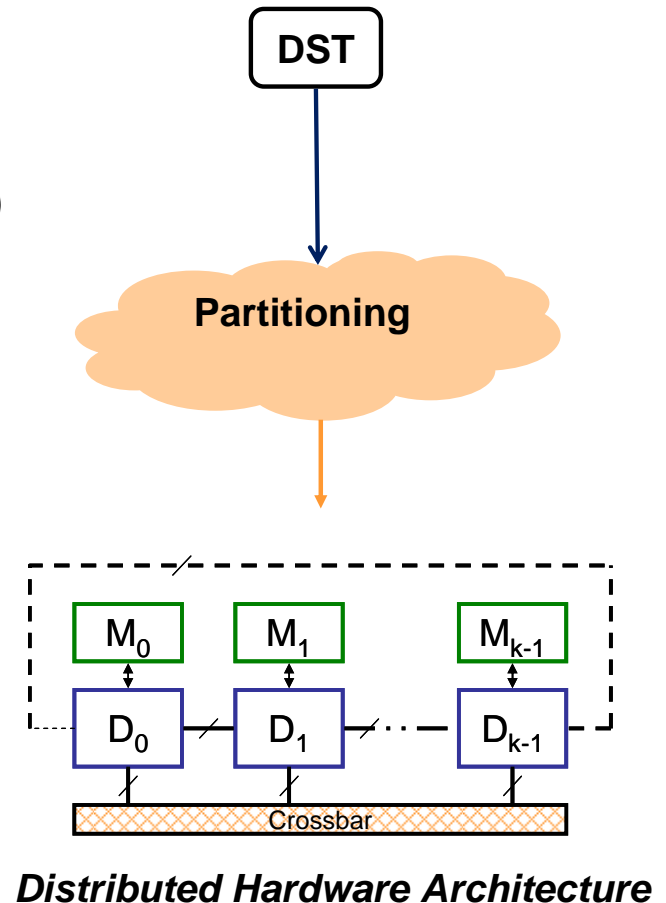 DST
)
Partitioning
M₀ M₁ Mₖ₋₁
D₀ D₁ Dₖ₋₁
Crossbar
Distributed Hardware Architecture